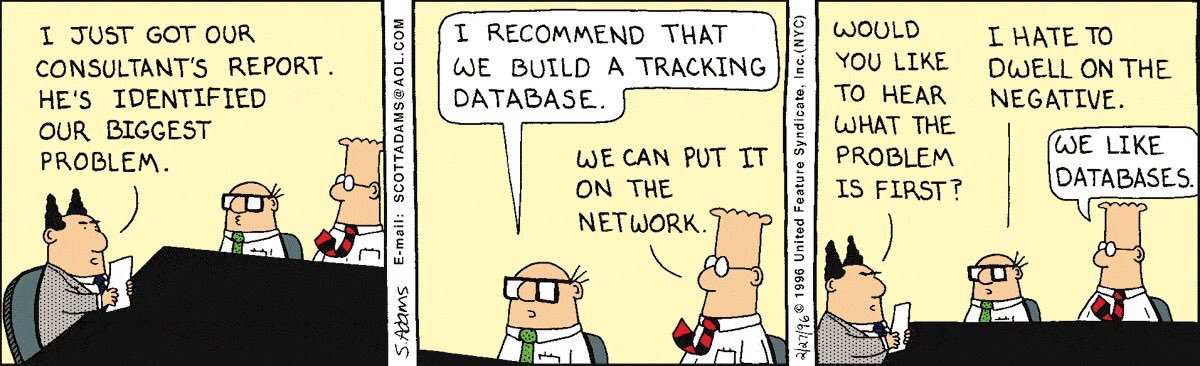 I JUST GOT OUR
CONSULTANT'S REPORT.
HE'S IDENTIFIED
OUR BIGGEST
PROBLEM.
E-mail: SCOTTADAMS@AOL.COM
S. Adams
I RECOMMEND THAT
WE BUILD A TRACKING
DATABASE.
WE CAN PUT IT
ON THE
NETWORK.
2/27/96 © 1996 United Feature Syndicate, Inc.(NYC)
WOULD
YOU LIKE
TO HEAR
WHAT THE
PROBLEM
IS FIRST?
I HATE TO
DWELL ON THE
NEGATIVE.
WE LIKE
DATABASES.